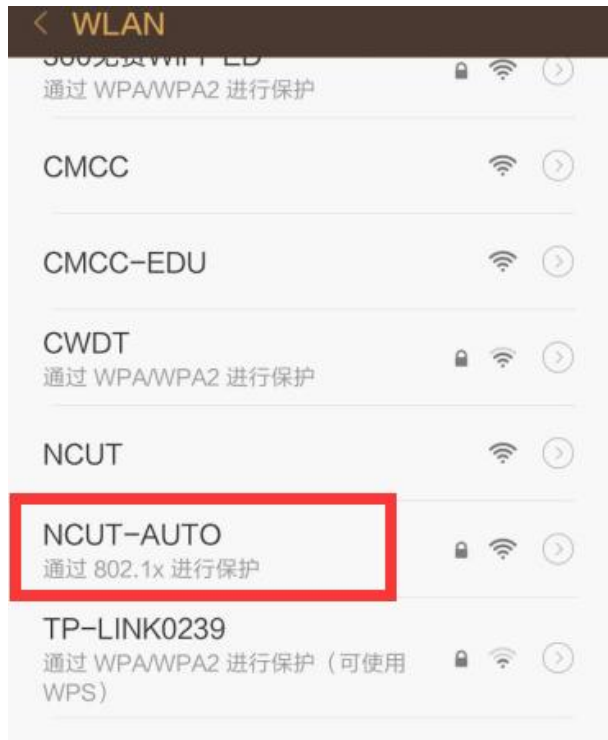 WLAN
通过 WPA/WPA2 进行保护
CMCC
CMCC-EDU
CWDT
通过 WPA/WPA2 进行保护
NCUT
NCUT-AUTO
通过 802.1x 进行保护
TP-LINK0239
通过 WPA/WPA2 进行保护（可使用
WPS）